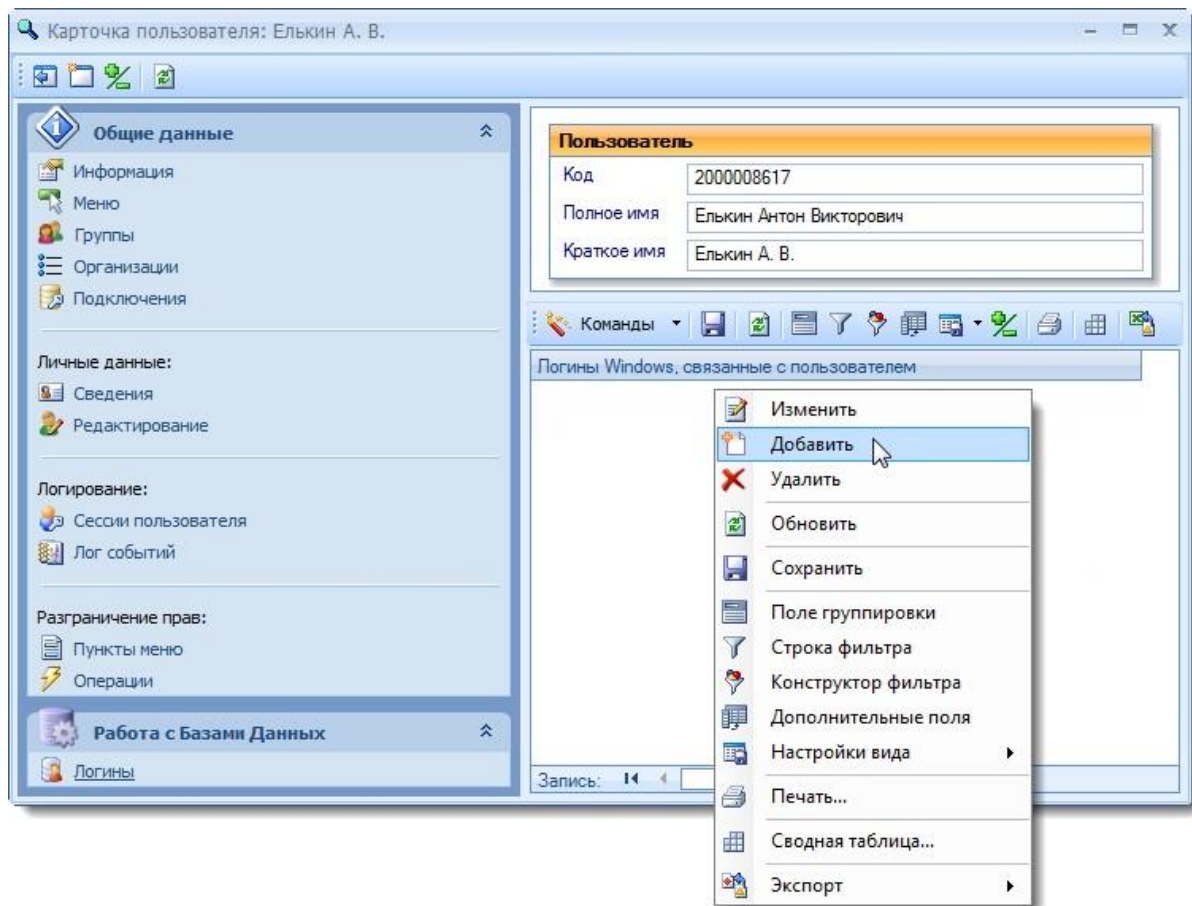 Карточка пользователя: Елькин А. В.
Общие данные
Информация
Меню
Группы
Организации
Подключения
Личные данные:
Сведения
Редактирование
Логирование:
Сессии пользователя
Лог событий
Разграничение прав:
Пункты меню
Операции
Работа с Базами Данных
Логины
Пользователь
Код 2000008617
Полное имя Елькин Антон Викторович
Краткое имя Елькин А. В.
Команды
Логины Windows, связанные с пользователем
Изменить
Добавить
Удалить
Обновить
Сохранить
Поле группировки
Строка фильтра
Конструктор фильтра
Дополнительные поля
Настройки вида
Печать...
Сводная таблица...
Экспорт
Запись: